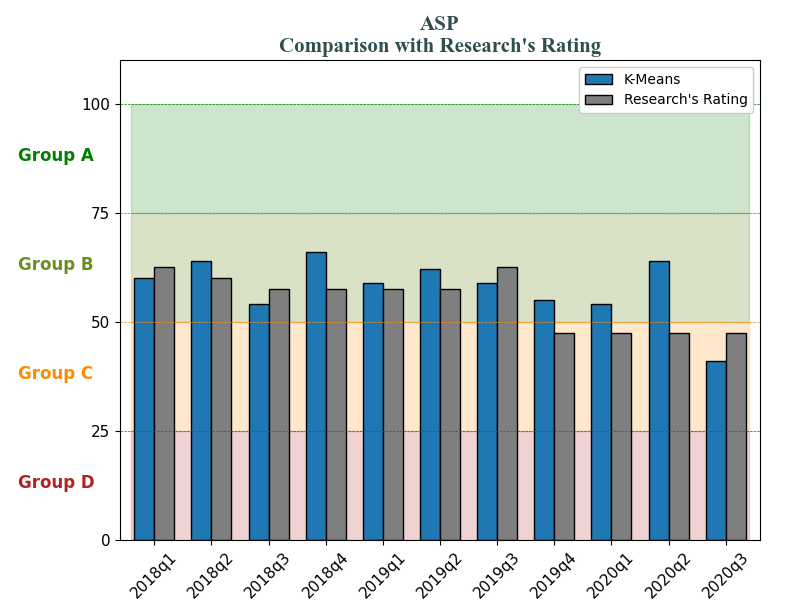 ASP
Comparison with Research's Rating
K-Means
Research's Rating
100
Group A
75
Group B
50
Group C
25
Group D
0
2018q1
2018q2
2018q3
2018q4
2019q1
2019q2
2019q3
2019q4
2020q1
2020q2
2020q3